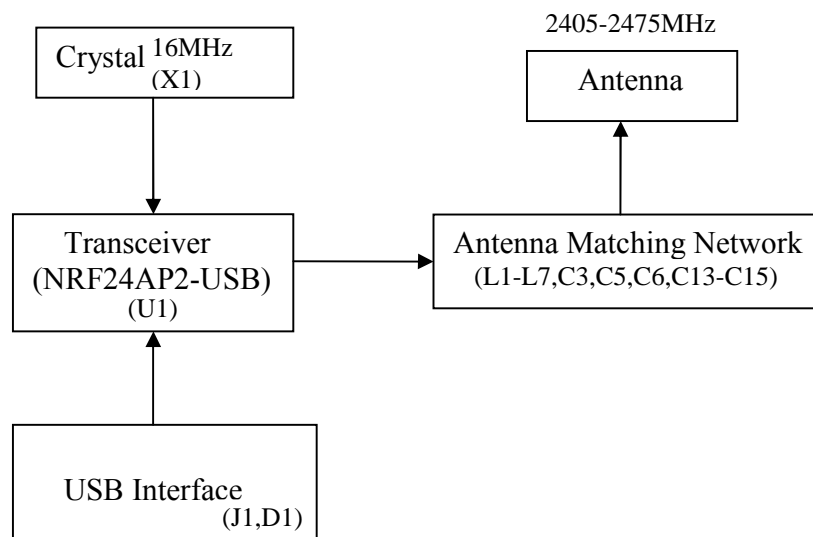 2405-2475MHz
Crystal 16MHz
(X1)
Antenna
Transceiver
(NRF24AP2-USB)
(U1)
Antenna Matching Network
(L1-L7,C3,C5,C6,C13-C15)
USB Interface
(J1,D1)